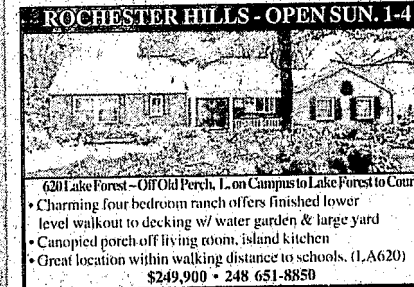 ROCHESTER HILLS - OPEN SUN. 1-4
620 Lake Forest ~ Off Old Perch, L. on Campus to Lake Forest to Cour
• Charming four bedroom ranch offers finished lower
level walkout to decking w/ water garden & large yard
• Canopied porch off living room, island kitchen
• Great location within walking distance to schools. (LA620)
$249,900 • 248 651-8850